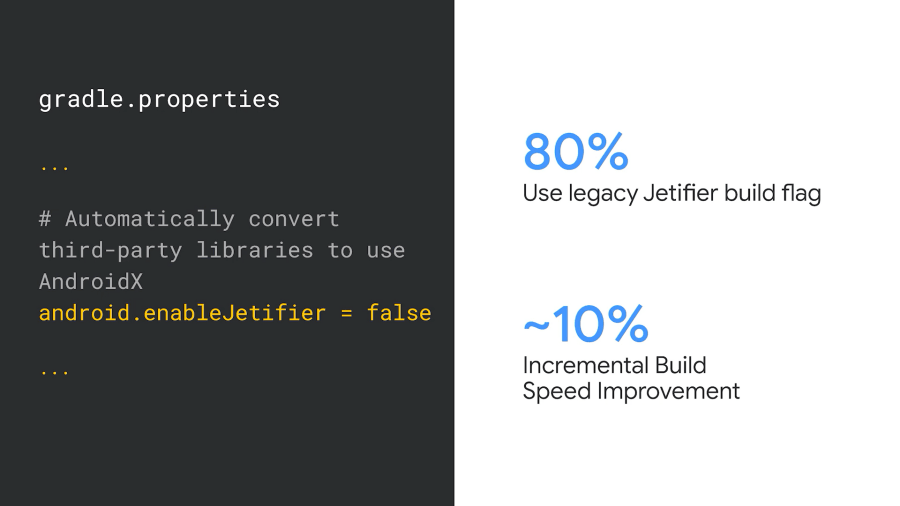 gradle.properties
...
# Automatically convert
third-party libraries to use
AndroidX
android.enableJetifier = false
...
80%
Use legacy Jetifier build flag
~10%
Incremental Build
Speed Improvement